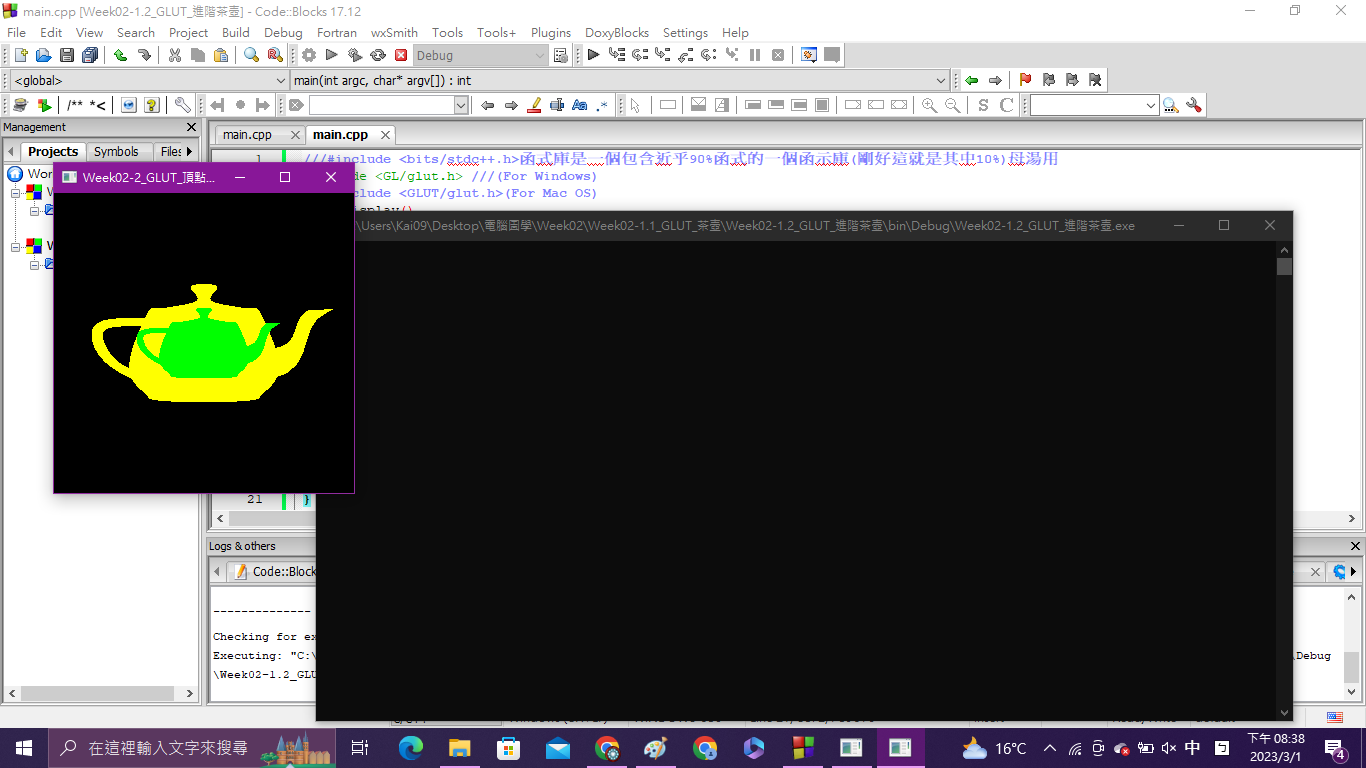 main.cpp [Week02-1.2_GLUT_進階茶壺] - Code::Blocks 17.12
File Edit View Search Project Build Debug Fortran wxSmith Tools Tools+ Plugins DoxyBlocks Settings Help
Debug
<global> main(int argc, char* argv[]) : int
/** *<
Management
main.cpp main.cpp
Projects Symbols Files
1 ///#include <bits/stdc++.h>函式庫是一個包含近乎90%函式的一個函示庫(剛好這就是其中10%)母湯用
Week02-2_GLUT_頂點...
<GL/glut.h> ///(For Windows)
<GLUT/glut.h>(For Mac OS)
\Users\Kai09\Desktop\電腦圖學\Week02\Week02-1.1_GLUT_茶壺\Week02-1.2_GLUT_進階茶壺\bin\Debug\Week02-1.2_GLUT_進階茶壺.exe
21 }
Logs & others
Code::Block
--------------
Checking for ex
Executing: "C:\ \Debug
\Week02-1.2_GLU
在這裡輸入文字來搜尋
16°C
中
下午 08:38
2023/3/1
4